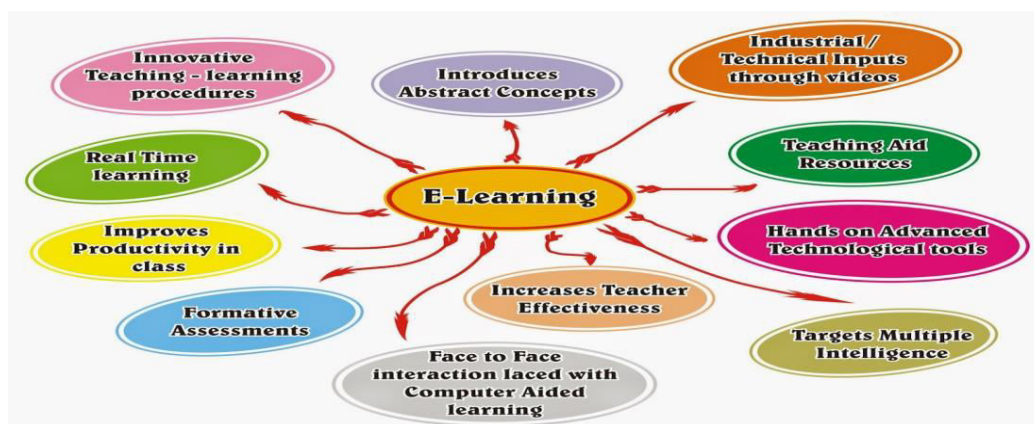 Innovative
Teaching - learning
procedures
Introduces
Abstract Concepts
Industrial /
Technical Inputs
through videos
Real Time
learning
E-Learning
Teaching Aid
Resources
Improves
Productivity in
class
Hands on Advanced
Technological tools
Formative
Assessments
Increases Teacher
Effectiveness
Targets Multiple
Intelligence
Face to Face
interaction laced with
Computer Aided
learning